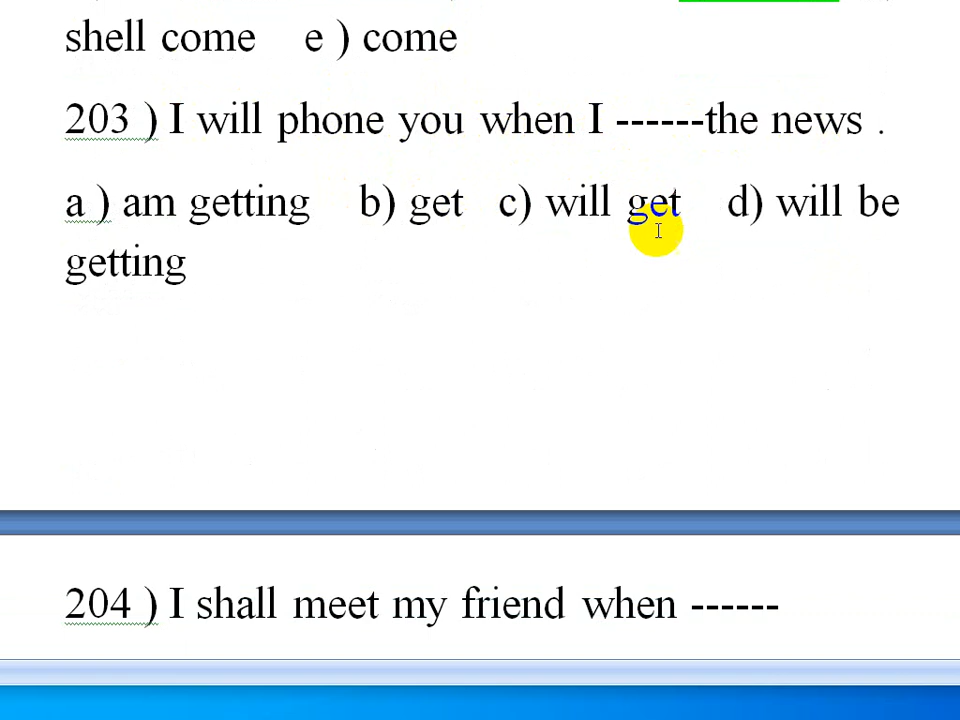 shell come e ) come
203 ) I will phone you when I ------the news .
a ) am getting b) get c) will get d) will be
getting
204 ) I shall meet my friend when ------